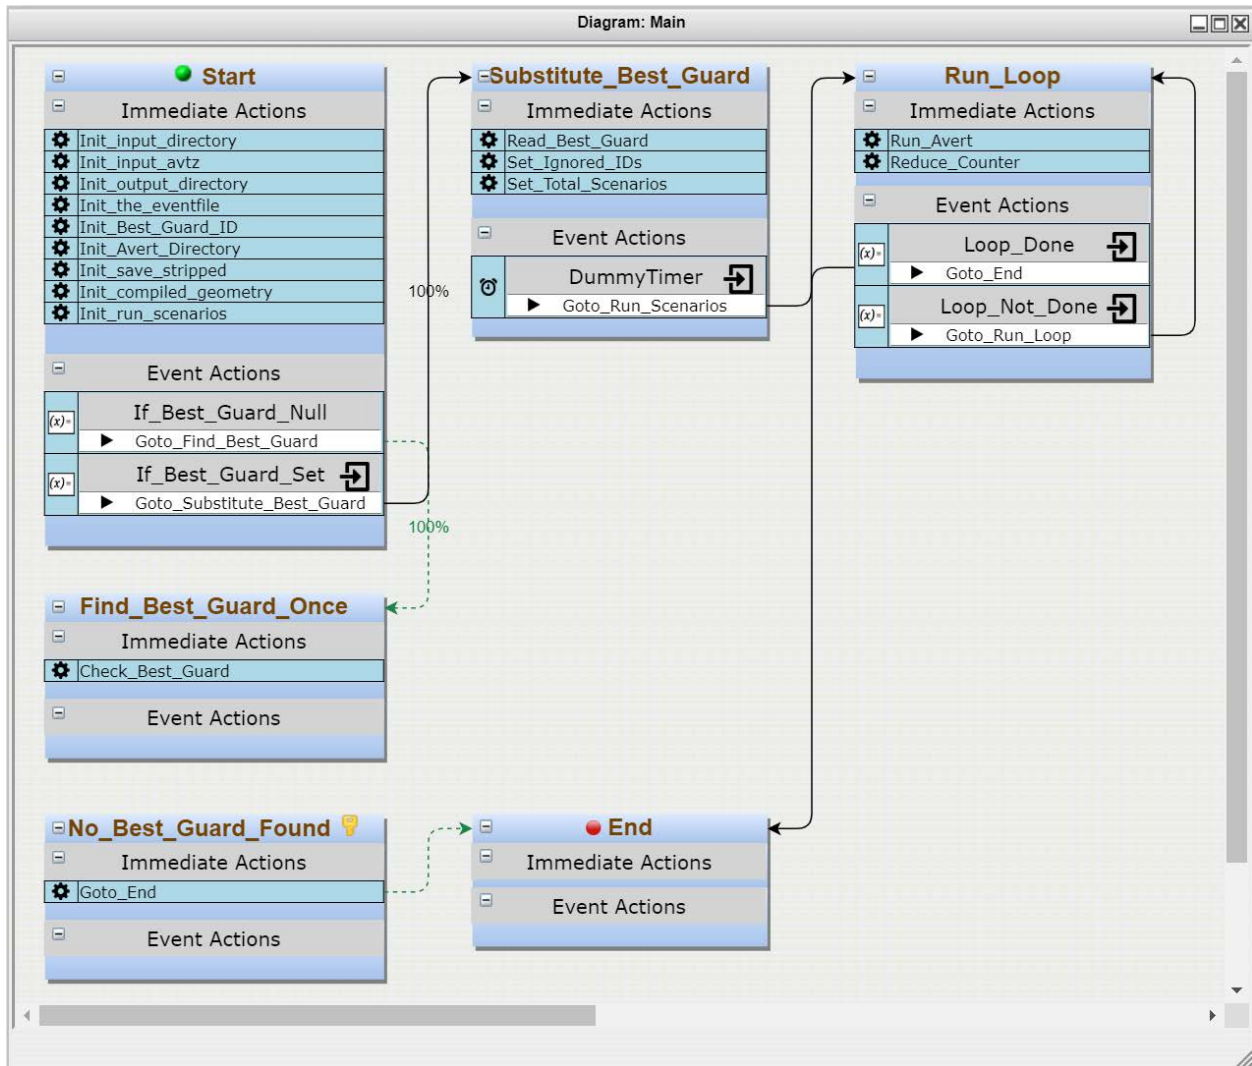 Diagram: Main
Start
Immediate Actions
Init_input_directory
Init_input_avtz
Init_output_directory
Init_the_eventfile
Init_Best_Guard_ID
Init_Avert_Directory
Init_save_stripped
Init_compiled_geometry
Init_run_scenarios
Event Actions
(x)=
If_Best_Guard_Null
Goto_Find_Best_Guard
(x)=
If_Best_Guard_Set
Goto_Substitute_Best_Guard
100%
100%
Substitute_Best_Guard
Immediate Actions
Read_Best_Guard
Set_Ignored_IDs
Set_Total_Scenarios
Event Actions
DummyTimer
Goto_Run_Scenarios
Run_Loop
Immediate Actions
Run_Avert
Reduce_Counter
Event Actions
(x)=
Loop_Done
Goto_End
(x)=
Loop_Not_Done
Goto_Run_Loop
Find_Best_Guard_Once
Immediate Actions
Check_Best_Guard
Event Actions
No_Best_Guard_Found
Immediate Actions
Goto_End
Event Actions
End
Immediate Actions
Event Actions